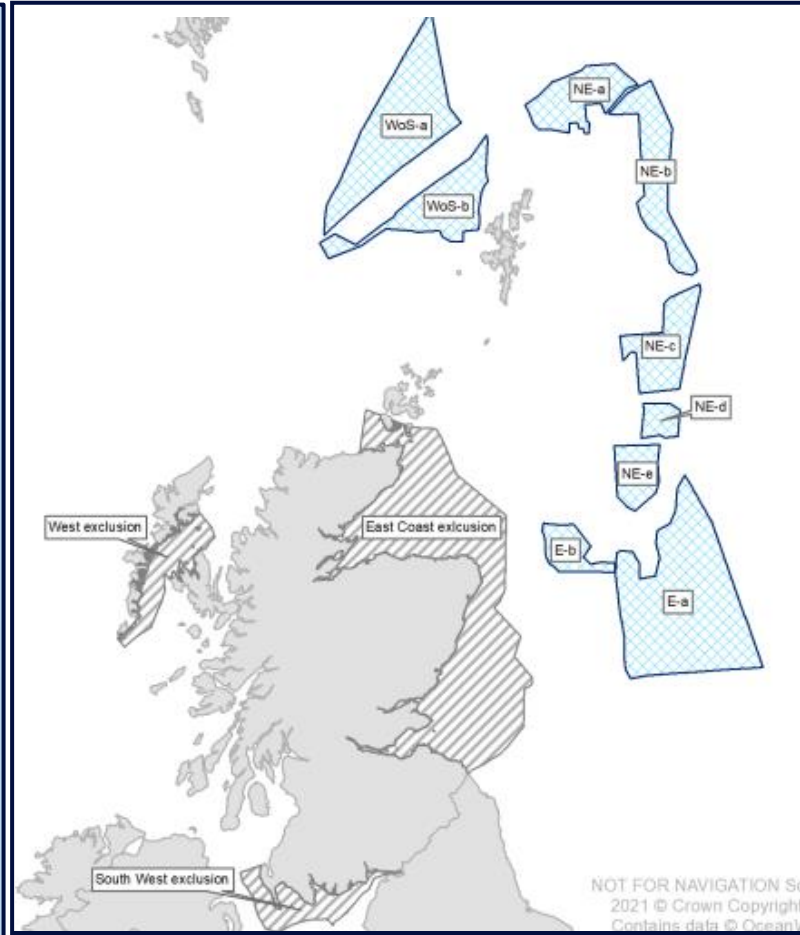 NE-a
WoS-a
NE-b
WoS-b
NE-c
NE-d
NE-e
West exclusion
East Coast exlcusion
E-b
E-a
South West exclusion
NOT FOR NAVIGATION
2021 © Crown Copyright
Contains data ©